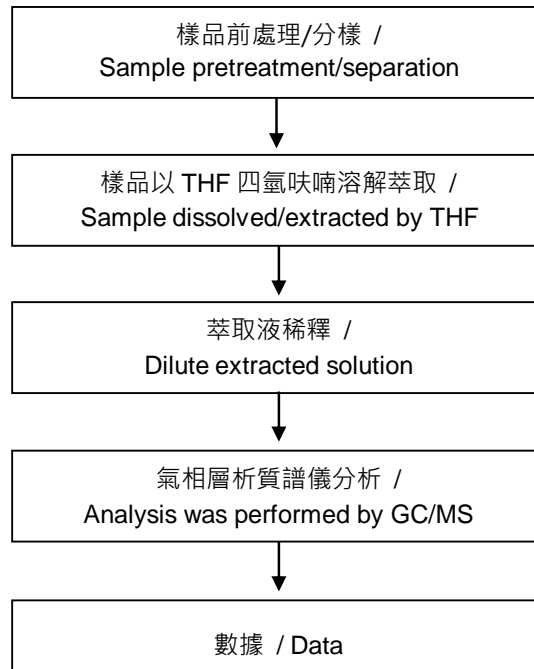 樣品前處理/分樣 /
Sample pretreatment/separation
樣品以 THF 四氫呋喃溶解萃取 /
Sample dissolved/extracted by THF
萃取液稀釋 /
Dilute extracted solution
氣相層析質譜儀分析 /
Analysis was performed by GC/MS
數據 / Data